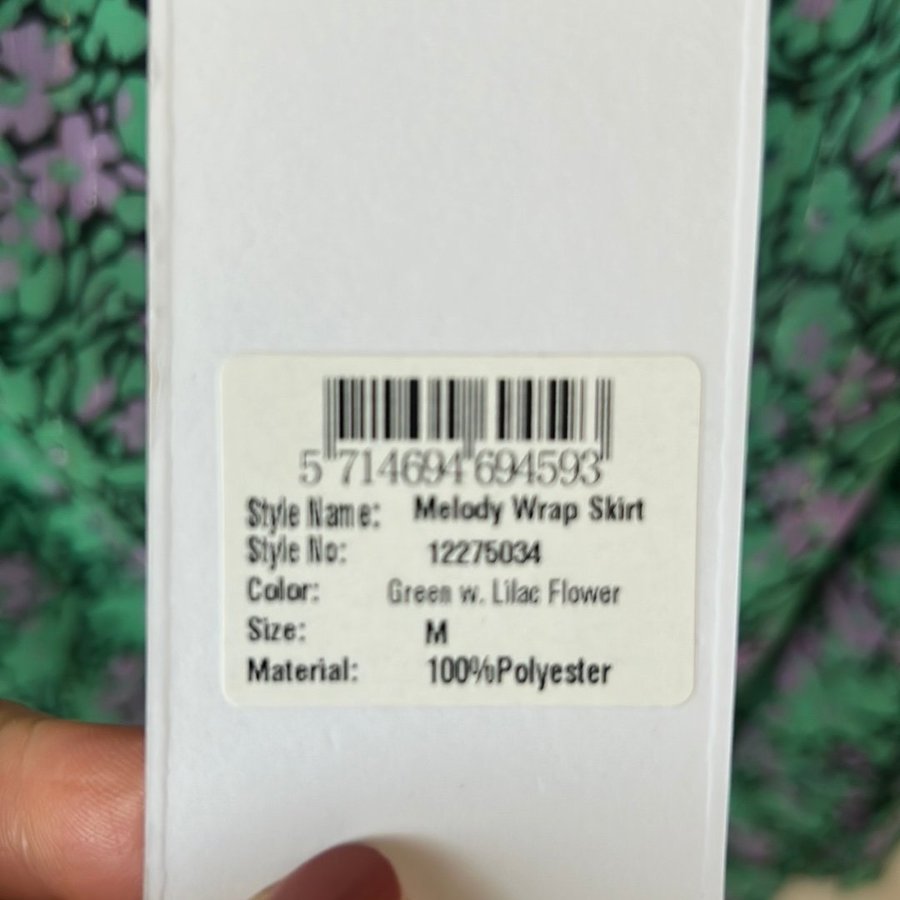 5 714694 694593
Style Name: Melody Wrap Skirt
Style No: 12275034
Color: Green w. Lilac Flower
Size: M
Material: 100%Polyester